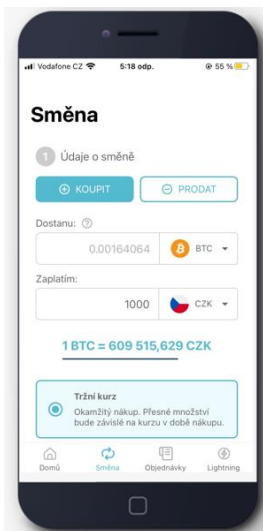 Vodafone CZ 5:18 odp. 55 %
Směna
1 Údaje o směně
KOUPIT PRODAT
Dostanu: ?
0.00164064 BTC
Zaplatím:
1000 CZK
1 BTC = 609 515,629 CZK
Tržní kurz
Okamžitý nákup. Přesné množství
bude závislé na kurzu v době nákupu.
Domů Směna Objednávky Lightning